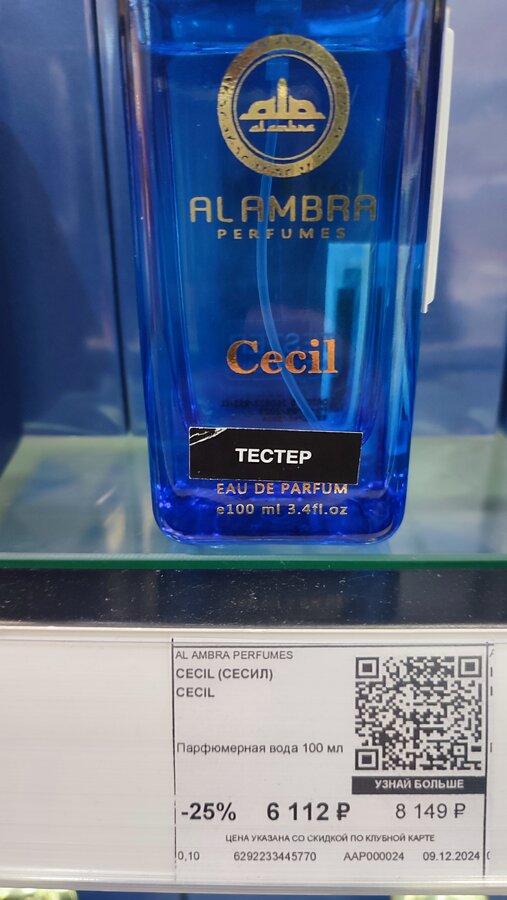 al ambra
AL AMBRA
PERFUMES
Cecil
ТЕСТЕР
EAU DE PARFUM
e100 ml 3.4fl.oz
AL AMBRA PERFUMES
CECIL (СЕСИЛ)
CECIL
Парфюмерная вода 100 мл
УЗНАЙ БОЛЬШЕ
-25% 6 112 ₽ 8 149 ₽
ЦЕНА УКАЗАНА СО СКИДКОЙ ПО КЛУБНОЙ КАРТЕ
0,10 6292233445770 AAP000024 09.12.2024